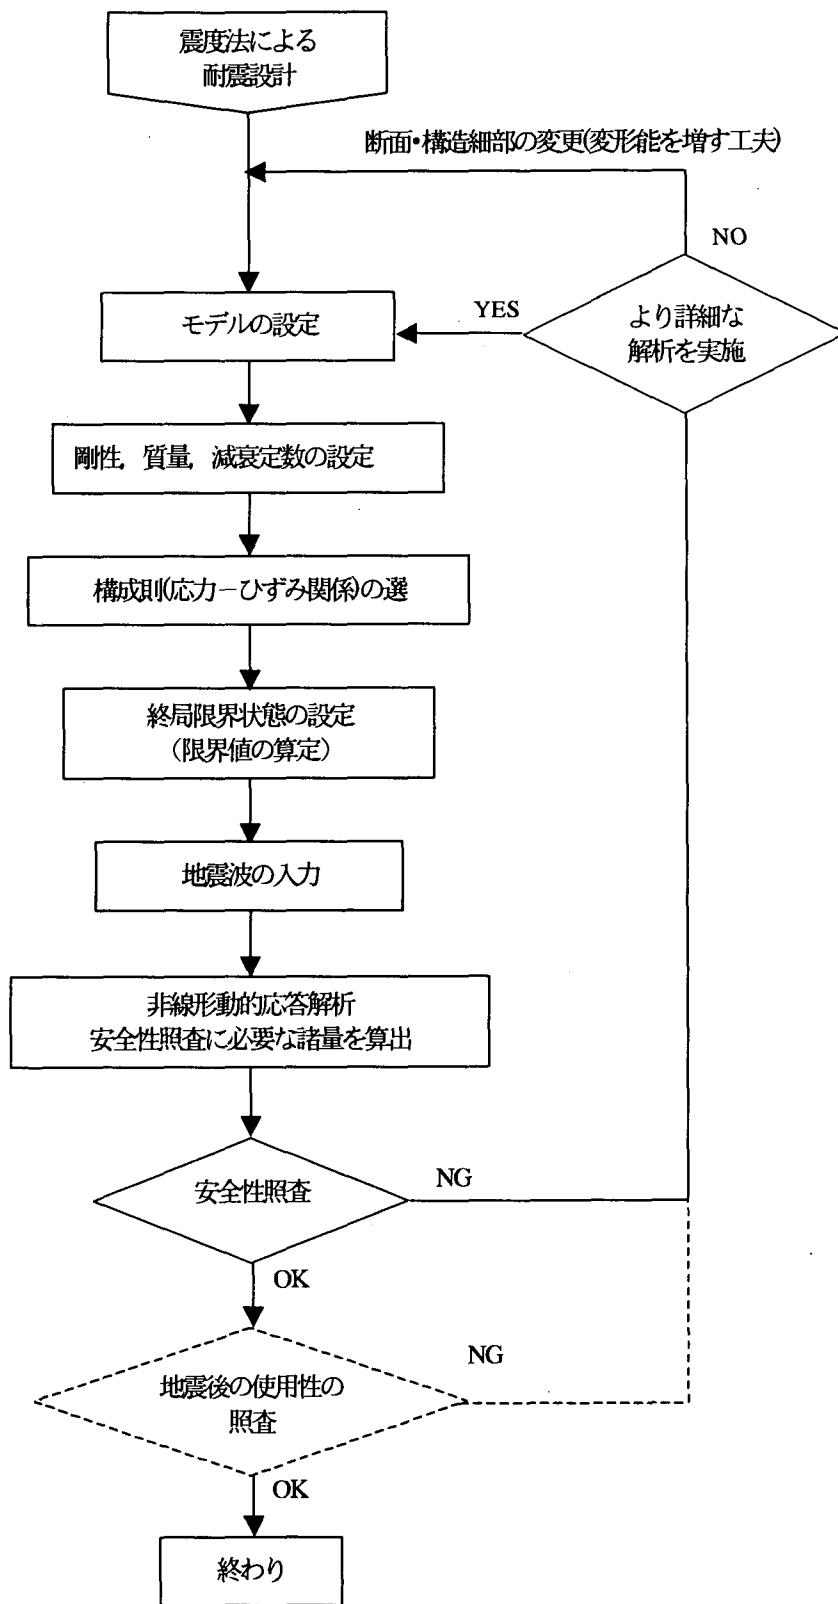 震度法による
耐震設計
断面・構造細部の変更(変形能を増す工夫)
NO
モデルの設定
YES
より詳細な
解析を実施
剛性，質量，減衰定数の設定
構成則(応力－ひずみ関係)の選
終局限界状態の設定
（限界値の算定）
地震波の入力
非線形動的応答解析
安全性照査に必要な諸量を算出
安全性照査
NG
OK
地震後の使用性の
照査
NG
OK
終わり